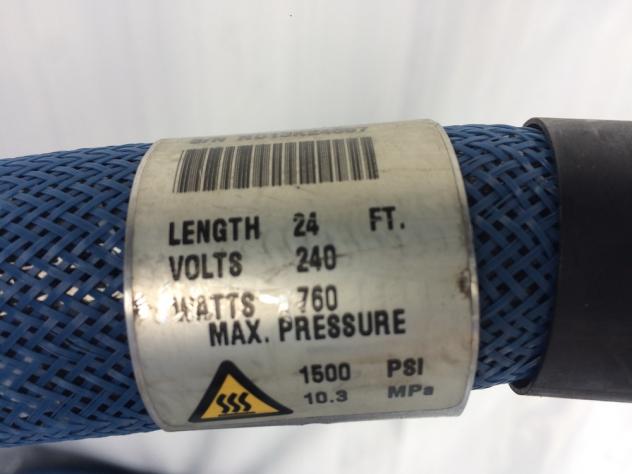 S/N
LENGTH 24 FT.
VOLTS 240
WATTS 760
MAX. PRESSURE
1500 PSI
10.3 MPa